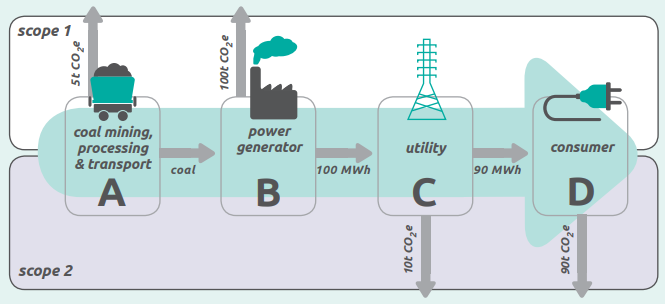 scope 1
5t CO₂e
100t CO₂e
coal mining,
processing
& transport
A
coal
power
generator
B
100 MWh
utility
C
90 MWh
consumer
D
scope 2
10t CO₂e
90t CO₂e